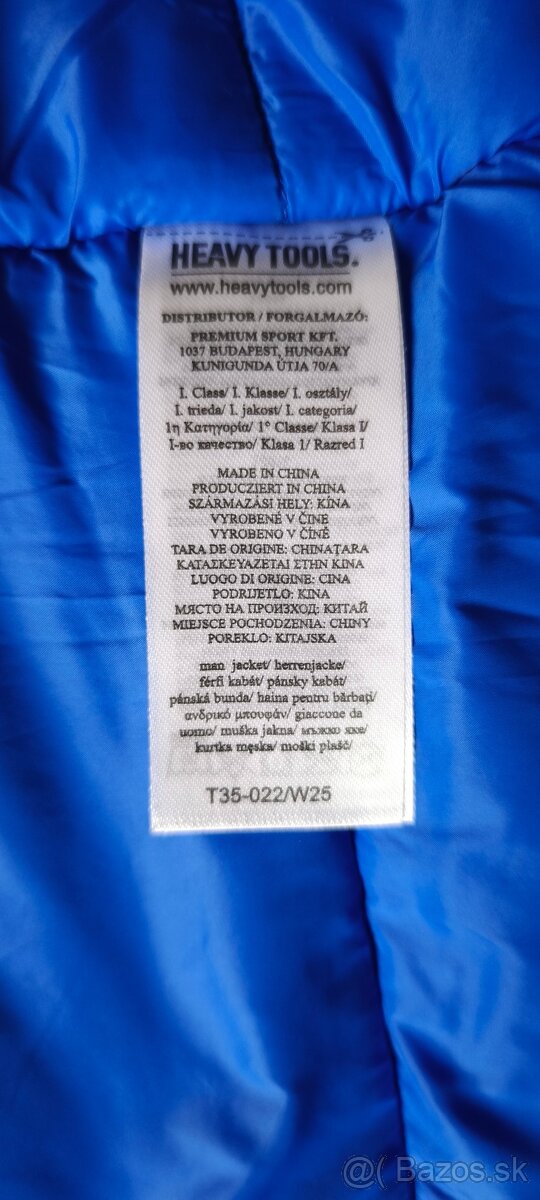 HEAVY TOOLS.
www.heavytools.com
DISTRIBUTOR / FORGALMAZÓ:
PREMIUM SPORT KFT.
1037 BUDAPEST, HUNGARY
KUNIGUNDA ÚTJA 70/A
I. Class/ I. Klasse/ I. osztály/
I. trieda/ I. jakost/ I. categoria/
1η Κατηγορία/ 1° Classe/ Klasa I/
I-во качество/ Klasa 1/ Razred I
MADE IN CHINA
PRODUCZIERT IN CHINA
SZÁRMAZÁSI HELY: KÍNA
VYROBENÉ V ČÍNE
VYROBENO V ČÍNĚ
TARA DE ORIGINE: CHINAȚARA
ΚΑΤΑΣΚΕΥΑΖΕΤΑΙ ΣΤΗΝ ΚΙΝΑ
LUOGO DI ORIGINE: CINA
PODRIJETLO: KINA
МЯСТО НА ПРОИЗХОД: КИТАЙ
MIEJSCE POCHODZENIA: CHINY
POREKLO: KITAJSKA
man jacket/ herrenjacke/
férfi kabát/ pánsky kabát/
pánská bunda/ haina pentru bărbați/
ανδρικό μπουφάν/ giaccone da
uomo/ muška jakna/ мъжко яке/
kurtka męska/ moški plašč/
T35-022/W25
@ Bazos.sk